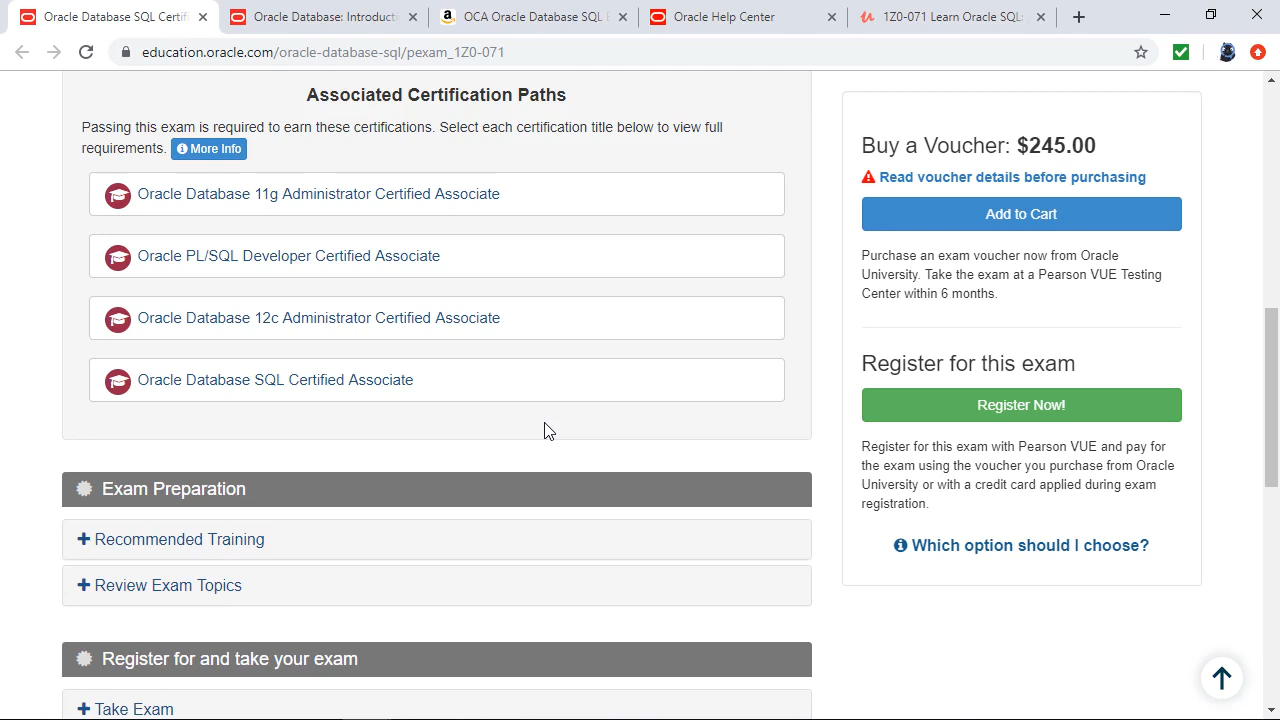 Oracle Database SQL Certifi
Oracle Database: Introducti
OCA Oracle Database SQL
Oracle Help Center
1Z0-071 Learn Oracle SQL
education.oracle.com/oracle-database-sql/pexam_1Z0-071
Associated Certification Paths
Passing this exam is required to earn these certifications. Select each certification title below to view full
requirements. More Info
Oracle Database 11g Administrator Certified Associate
Oracle PL/SQL Developer Certified Associate
Oracle Database 12c Administrator Certified Associate
Oracle Database SQL Certified Associate
Exam Preparation
Recommended Training
Review Exam Topics
Register for and take your exam
Take Exam
Buy a Voucher: $245.00
Read voucher details before purchasing
Add to Cart
Purchase an exam voucher now from Oracle
University. Take the exam at a Pearson VUE Testing
Center within 6 months.
Register for this exam
Register Now!
Register for this exam with Pearson VUE and pay for
the exam using the voucher you purchase from Oracle
University or with a credit card applied during exam
registration.
Which option should I choose?